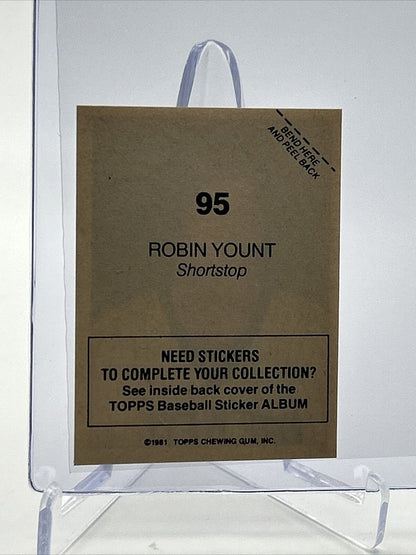 BEND HERE
AND PEEL BACK
95
ROBIN YOUNT
Shortstop
NEED STICKERS
TO COMPLETE YOUR COLLECTION?
See inside back cover of the
TOPPS Baseball Sticker ALBUM
©1981 TOPPS CHEWING GUM, INC.